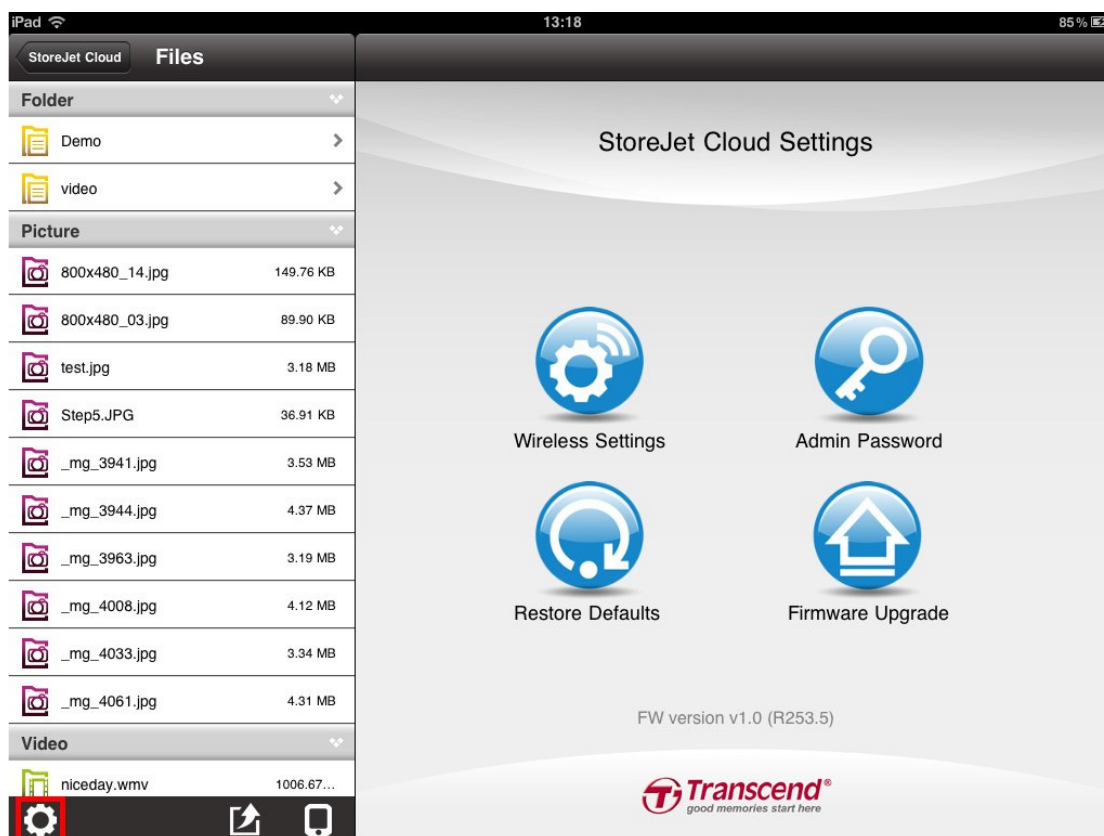 iPad 13:18 85%
StoreJet Cloud Files
Folder
Demo
video
Picture
800x480_14.jpg 149.76 KB
800x480_03.jpg 89.90 KB
test.jpg 3.18 MB
Step5.JPG 36.91 KB
_mg_3941.jpg 3.53 MB
_mg_3944.jpg 4.37 MB
_mg_3963.jpg 3.19 MB
_mg_4008.jpg 4.12 MB
_mg_4033.jpg 3.34 MB
_mg_4061.jpg 4.31 MB
Video
niceday.wmv 1006.67...
StoreJet Cloud Settings
Wireless Settings
Admin Password
Restore Defaults
Firmware Upgrade
FW version v1.0 (R253.5)
Transcend®
good memories start here